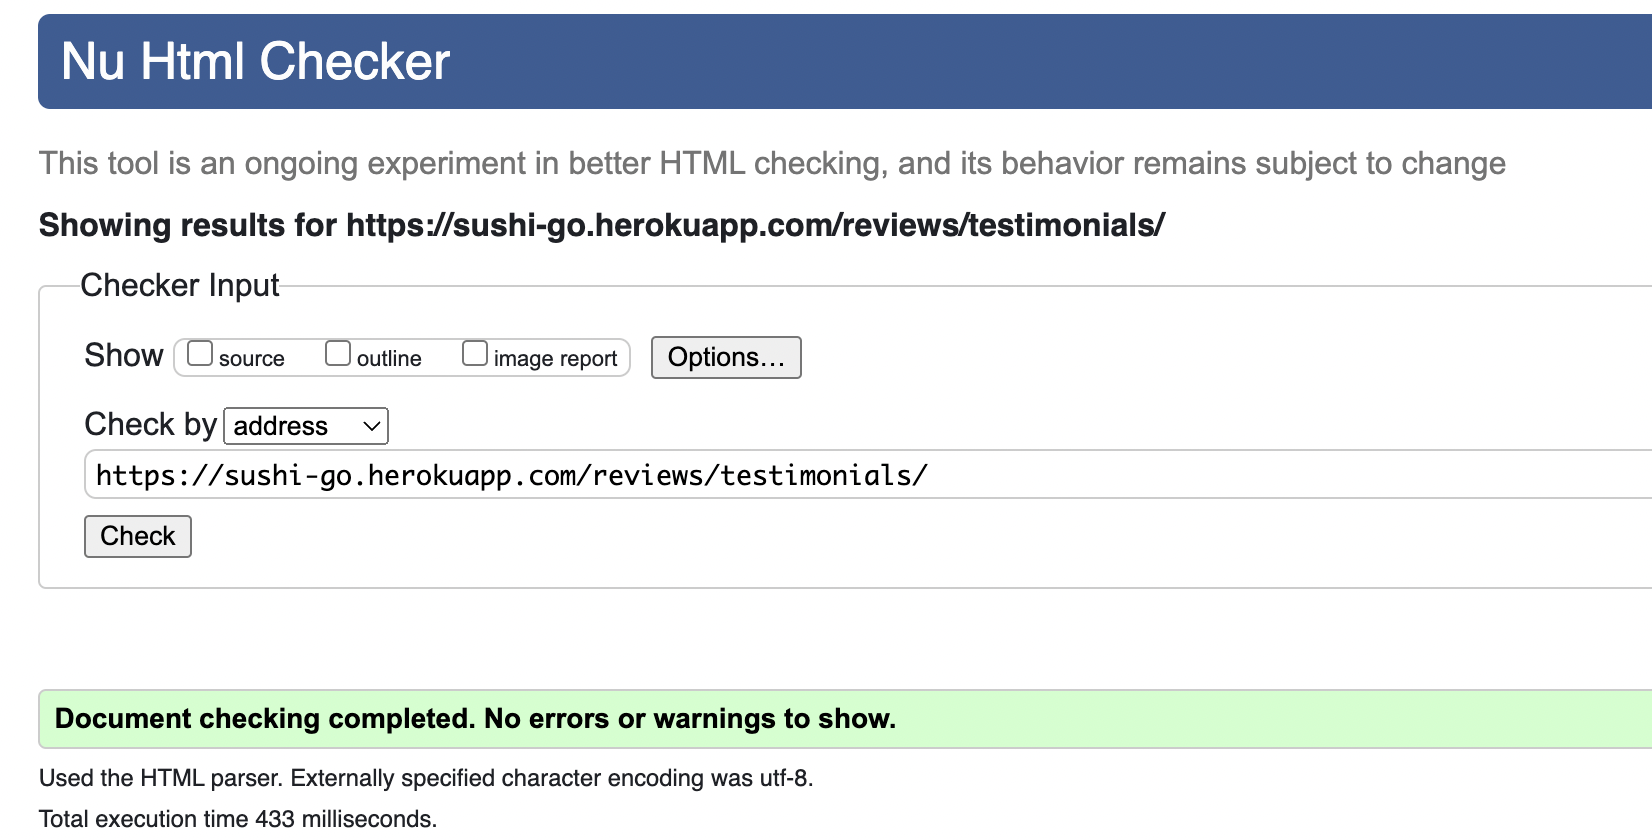 Nu Html Checker
This tool is an ongoing experiment in better HTML checking, and its behavior remains subject to change
Showing results for https://sushi-go.herokuapp.com/reviews/testimonials/
Checker Input
Show source outline image report Options…
Check by address
https://sushi-go.herokuapp.com/reviews/testimonials/
Check
Document checking completed. No errors or warnings to show.
Used the HTML parser. Externally specified character encoding was utf-8.
Total execution time 433 milliseconds.